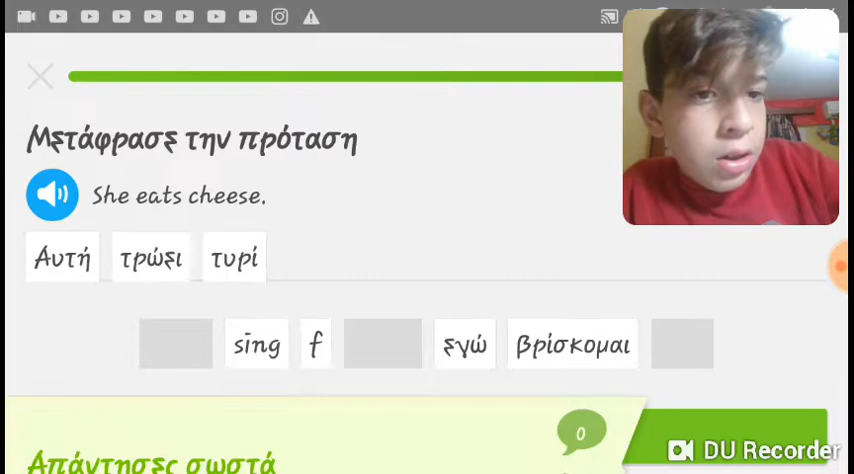 Μετάφρασε την πρόταση
She eats cheese.
Αυτή τρώει τυρί
sing f εγώ βρίσκομαι
0
Απάντησες σωστά
DU Recorder